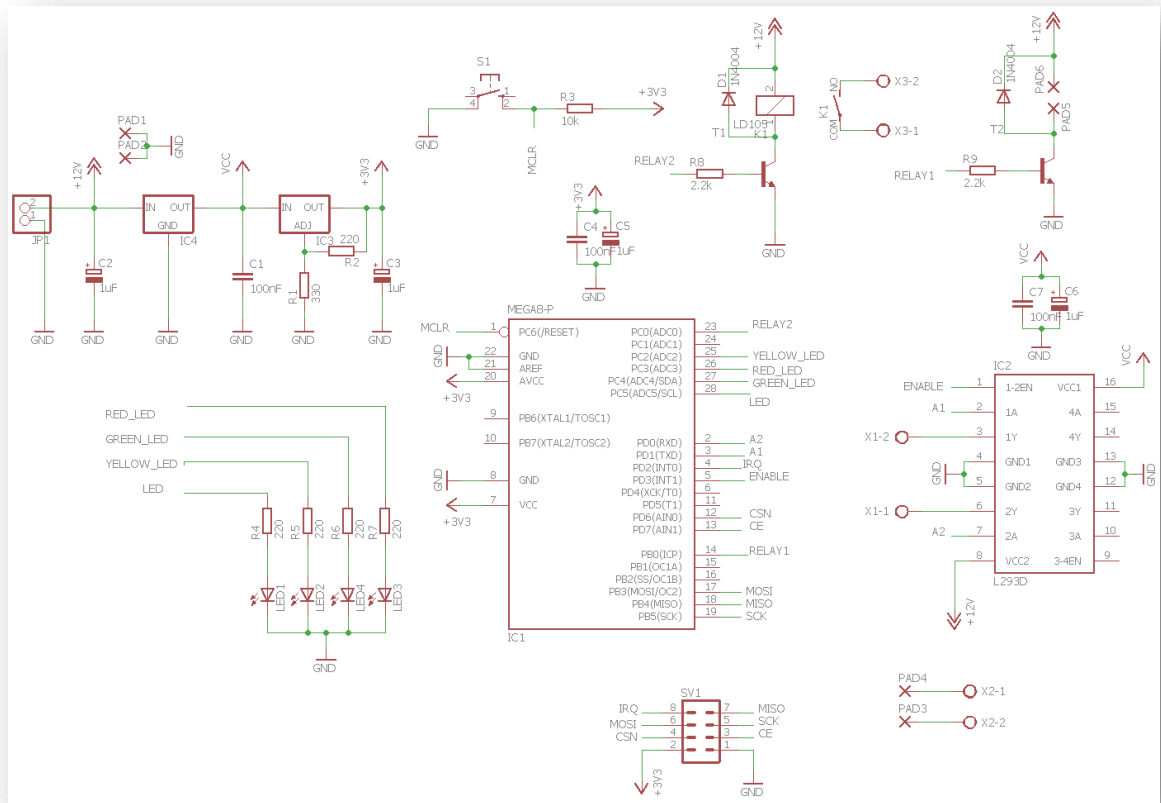 PAD1
PAD2
GND
+12V
VCC
+3V3
2
1
JP1
IN OUT
GND
IC4
IN OUT
ADJ
IC3
220
R2
C2
1uF
C1
100nF
R1
330
C3
1uF
GND
GND
GND
GND
GND
S1
3 1
4 2
R3
10k
+3V3
GND
MCLR
+12V
D1
1N4004
2
1
LD105
K1
T1
RELAY2
R8
2.2k
GND
K1
NO
COM
X3-2
X3-1
+12V
D2
1N4004
PAD6
PAD5
T2
RELAY1
R9
2.2k
GND
+3V3
C4
100nF
C5
1uF
GND
VCC
C7
100nF
C6
1uF
GND
MEGA8-P
MCLR 1 PC6(/RESET)
GND 22 GND
21 AREF
20 AVCC
+3V3
9 PB6(XTAL1/TOSC1)
10 PB7(XTAL2/TOSC2)
GND 8 GND
7 VCC
+3V3
PC0(ADC0) 23 RELAY2
PC1(ADC1) 24
PC2(ADC2) 25 YELLOW_LED
PC3(ADC3) 26 RED_LED
PC4(ADC4/SDA) 27 GREEN_LED
PC5(ADC5/SCL) 28 LED
PD0(RXD) 2 A2
PD1(TXD) 3 A1
PD2(INT0) 4 IRQ
PD3(INT1) 5 ENABLE
PD4(XCK/T0) 6
PD5(T1) 11
PD6(AIN0) 12 CSN
PD7(AIN1) 13 CE
PB0(ICP) 14 RELAY1
PB1(OC1A) 15
PB2(SS/OC1B) 16
PB3(MOSI/OC2) 17 MOSI
PB4(MISO) 18 MISO
PB5(SCK) 19 SCK
IC1
RED_LED
GREEN_LED
YELLOW_LED
LED
R4
220
R5
220
R6
220
R7
220
LED1
LED2
LED4
LED3
GND
IC2
ENABLE 1 1-2EN VCC1 16 VCC
A1 2 1A 4A 15
X1-2 3 1Y 4Y 14
GND 4 GND1 GND3 13 GND
5 GND2 GND4 12
X1-1 6 2Y 3Y 11
A2 7 2A 3A 10
8 VCC2 3-4EN 9
L293D
+12V
PAD4 X2-1
PAD3 X2-2
SV1
IRQ 8 7 MISO
MOSI 6 5 SCK
CSN 4 3 CE
2 1
+3V3
GND